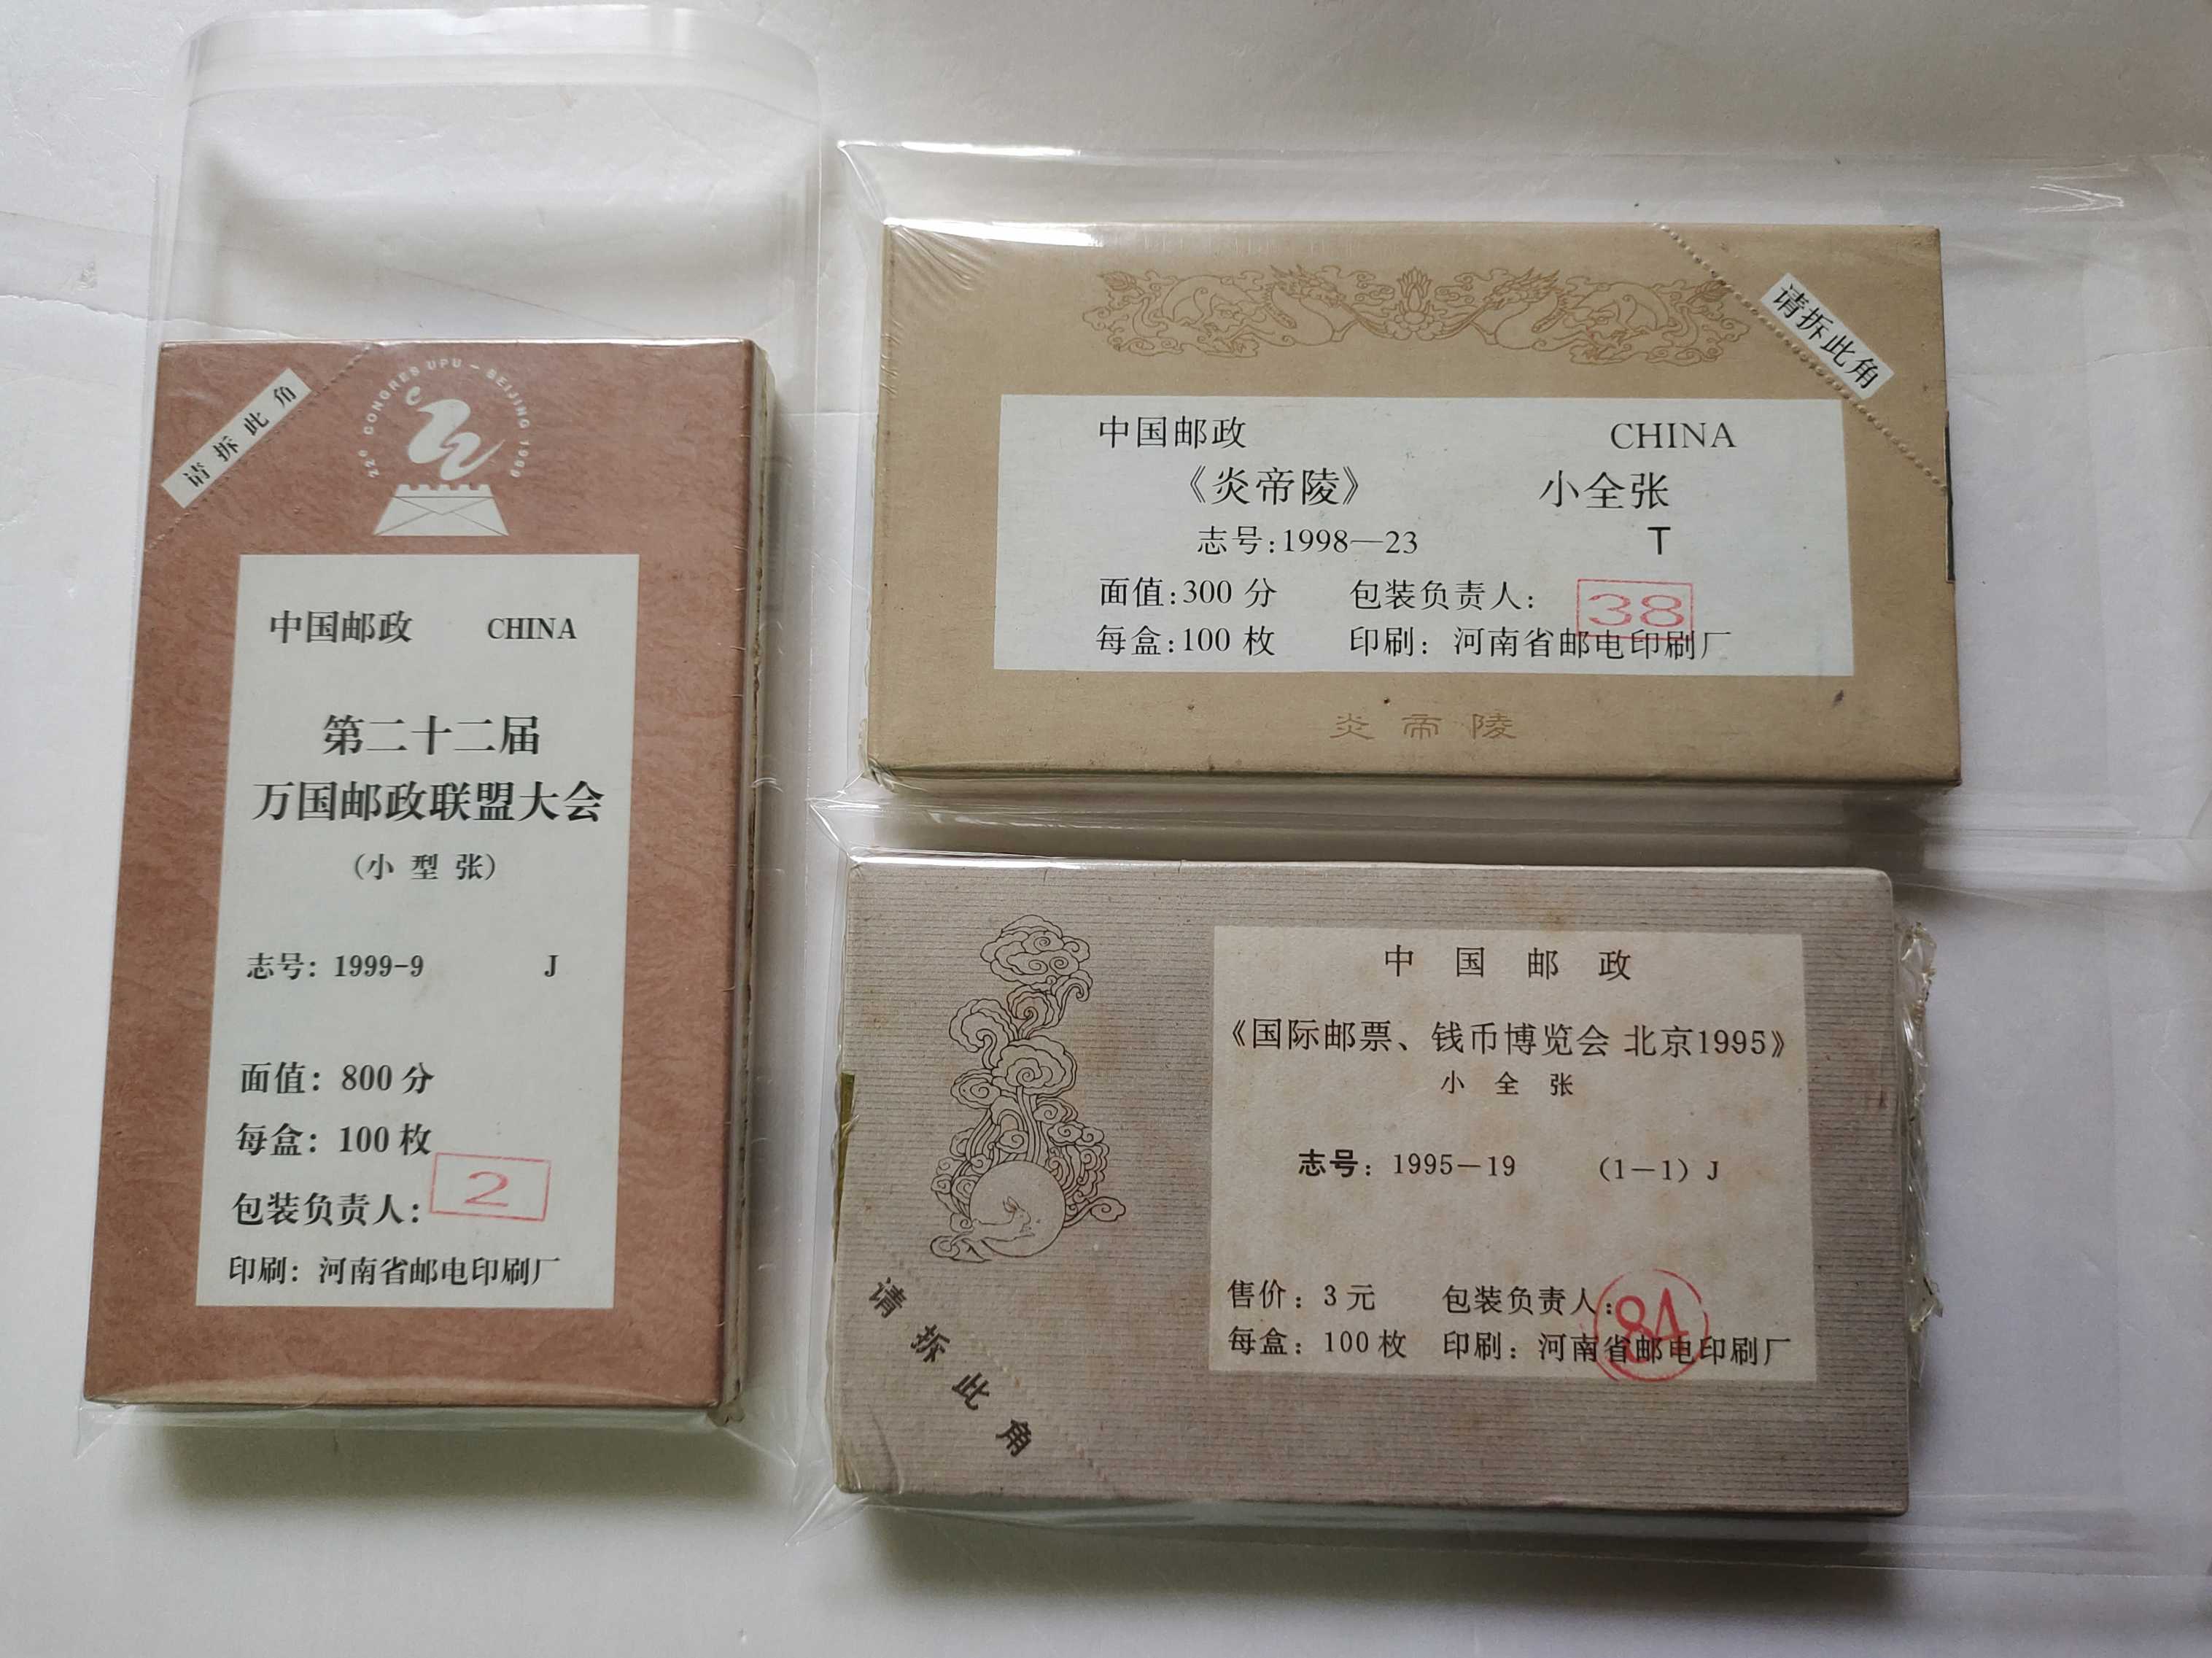 请拆此角
22e CONGRES UPU - BEIJING 1999
中国邮政 CHINA
第二十二届
万国邮政联盟大会
(小型张)
志号：1999-9 J
面值：800分
每盒：100枚
包装负责人：2
印刷：河南省邮电印刷厂
请拆此角
中国邮政 CHINA
《炎帝陵》 小全张
志号：1998—23 T
面值：300分 包装负责人：38
每盒：100枚 印刷：河南省邮电印刷厂
炎帝陵
中国邮政
《国际邮票、钱币博览会 北京1995》
小全张
志号：1995－19 (1－1) J
售价：3元 包装负责人：84
每盒：100枚 印刷：河南省邮电印刷厂
请拆此角